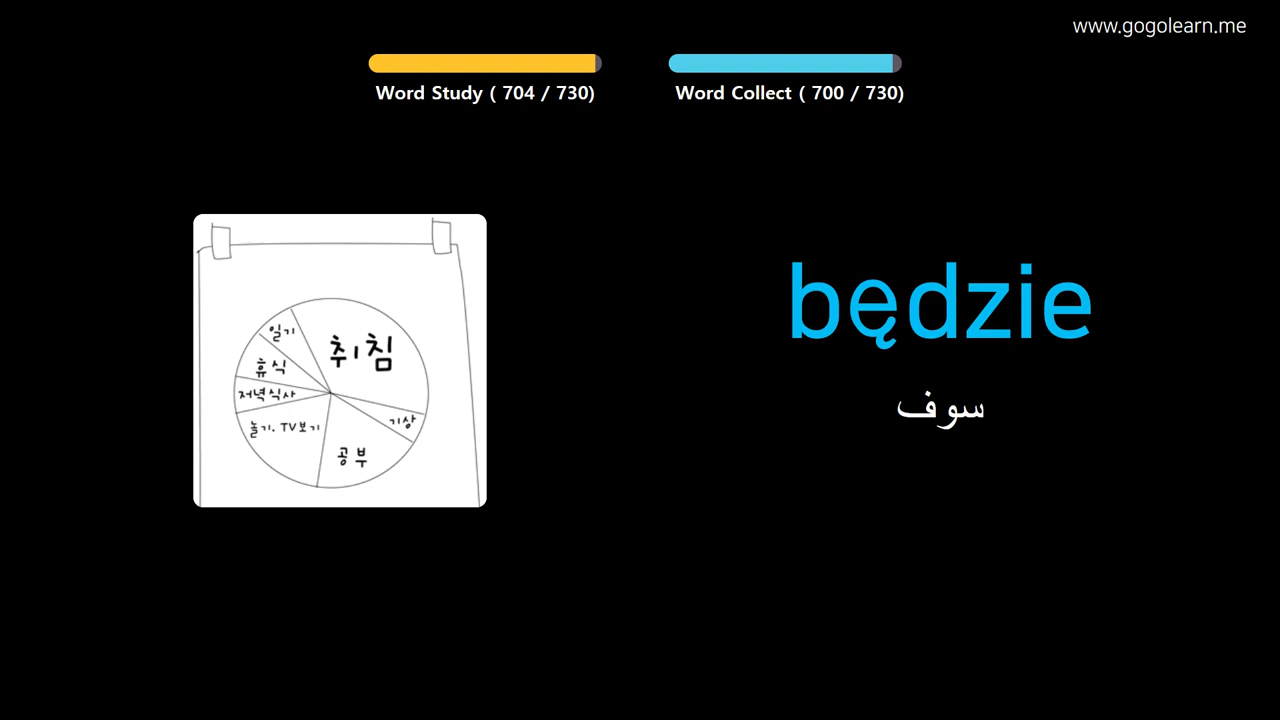 www.gogolearn.me
Word Study ( 704 / 730)
Word Collect ( 700 / 730)
일기
취침
휴식
저녁식사
놀기. TV보기
기상
공부
będzie
سوف